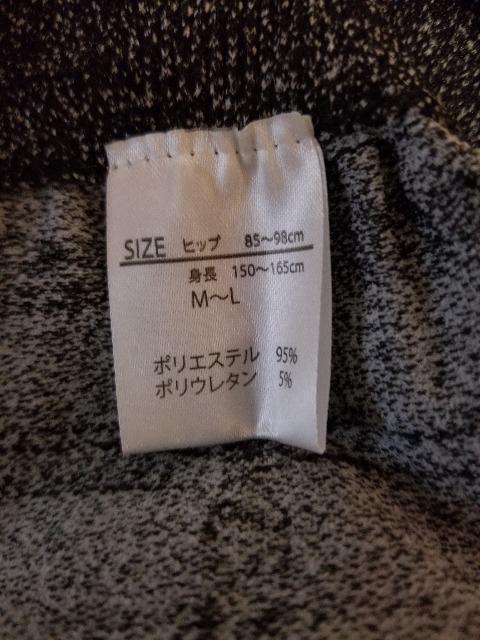 SIZE ヒップ 85〜98cm
身長 150〜165cm
M〜L
ポリエステル 95%
ポリウレタン 5%